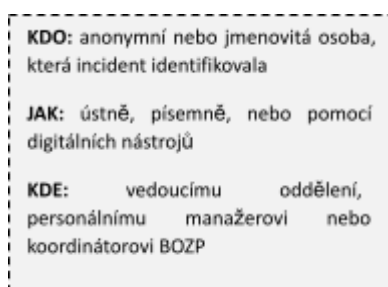 KDO: anonymní nebo jmenovitá osoba,
která incident identifikovala
JAK: ústně, písemně, nebo pomocí
digitálních nástrojů
KDE: vedoucímu oddělení,
personálnímu manažerovi nebo
koordinátorovi BOZP